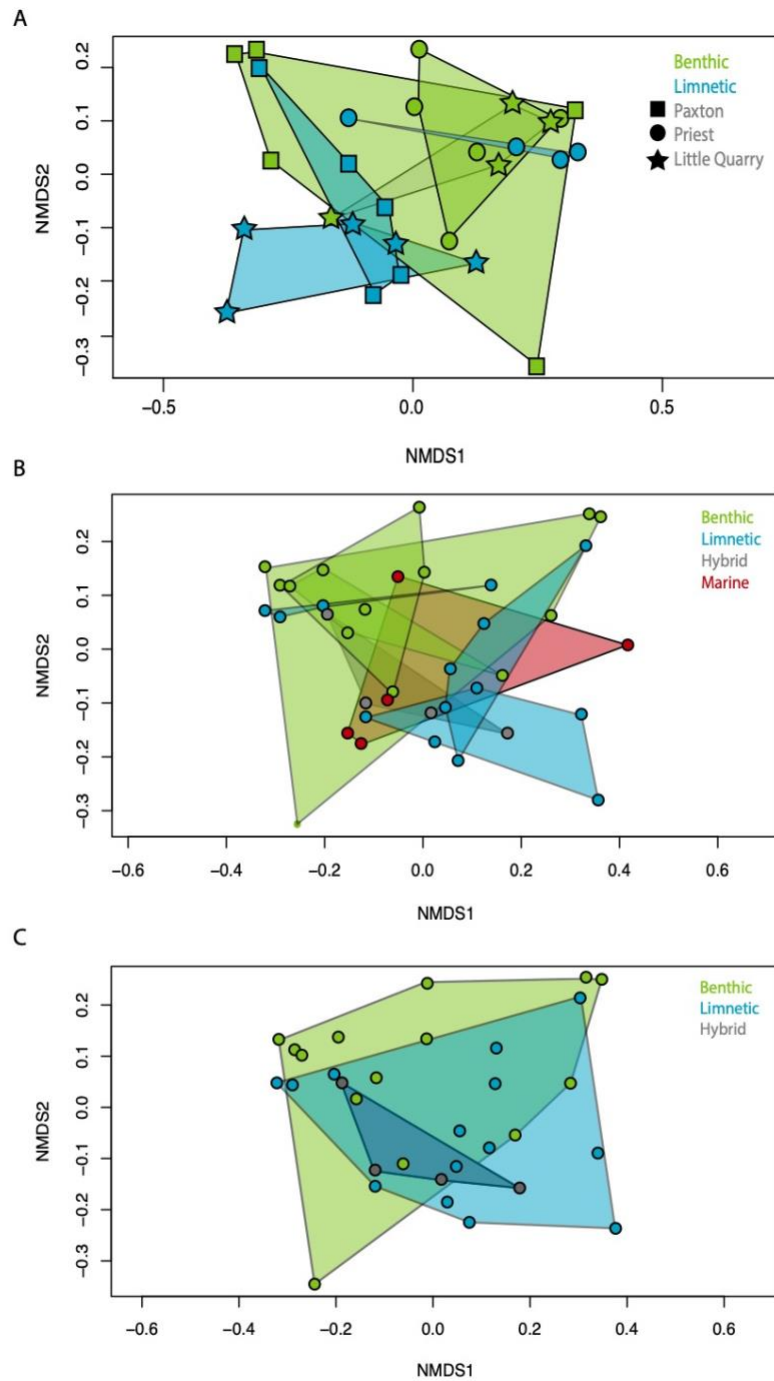 A
Benthic
Limnetic
Paxton
Priest
Little Quarry
0.2
0.1
0.0
−0.1
−0.2
−0.3
NMDS2
−0.5
0.0
0.5
NMDS1
B
Benthic
Limnetic
Hybrid
Marine
0.2
0.1
0.0
−0.1
−0.2
−0.3
NMDS2
−0.6
−0.4
−0.2
0.0
0.2
0.4
0.6
NMDS1
C
Benthic
Limnetic
Hybrid
0.2
0.1
0.0
−0.1
−0.2
−0.3
NMDS2
−0.6
−0.4
−0.2
0.0
0.2
0.4
0.6
NMDS1